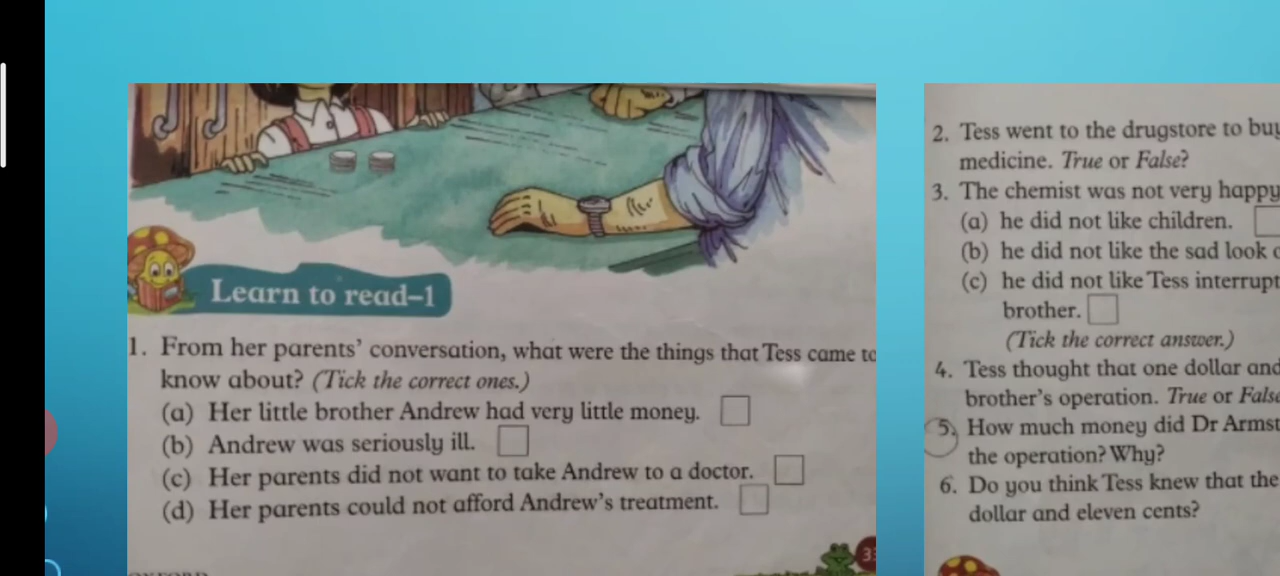 Learn to read–1
1. From her parents' conversation, what were the things that Tess came to
know about? (Tick the correct ones.)
(a) Her little brother Andrew had very little money.
(b) Andrew was seriously ill.
(c) Her parents did not want to take Andrew to a doctor.
(d) Her parents could not afford Andrew's treatment.
2. Tess went to the drugstore to buy
medicine. True or False?
3. The chemist was not very happy
(a) he did not like children.
(b) he did not like the sad look
(c) he did not like Tess interrupt
brother.
(Tick the correct answer.)
4. Tess thought that one dollar and
brother's operation. True or False
5. How much money did Dr Armst
the operation? Why?
6. Do you think Tess knew that the
dollar and eleven cents?